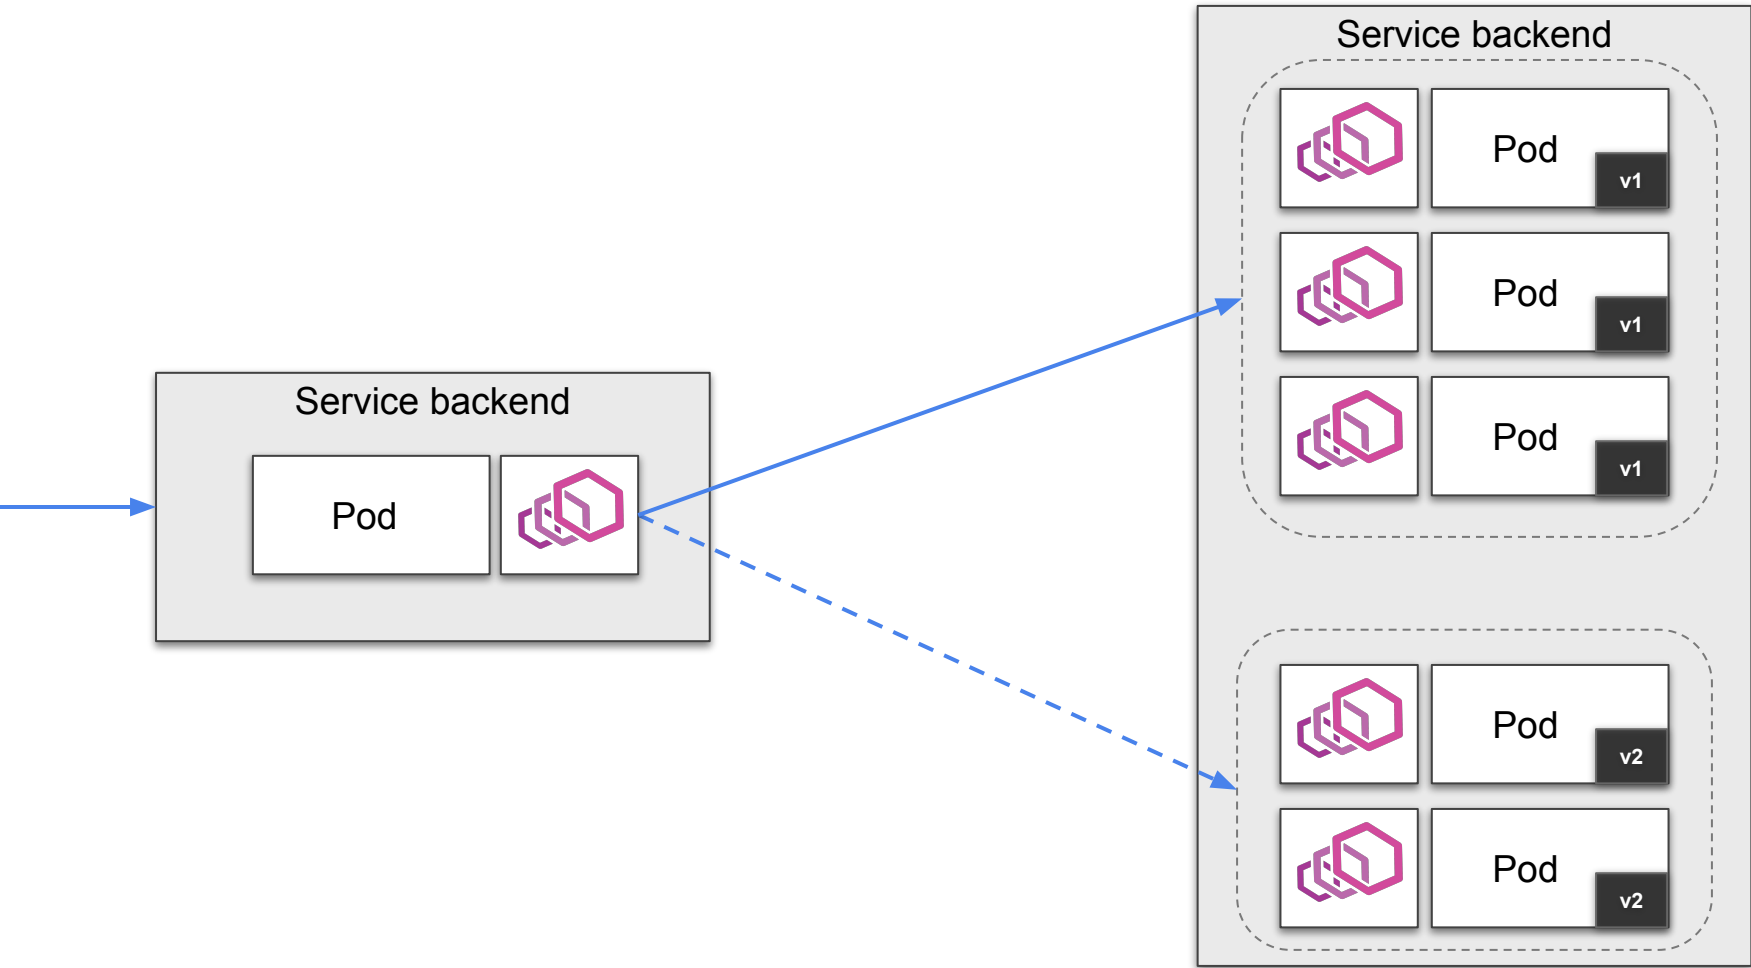 Service backend
Pod
Service backend
Pod
v1
Pod
v1
Pod
v1
Pod
v2
Pod
v2